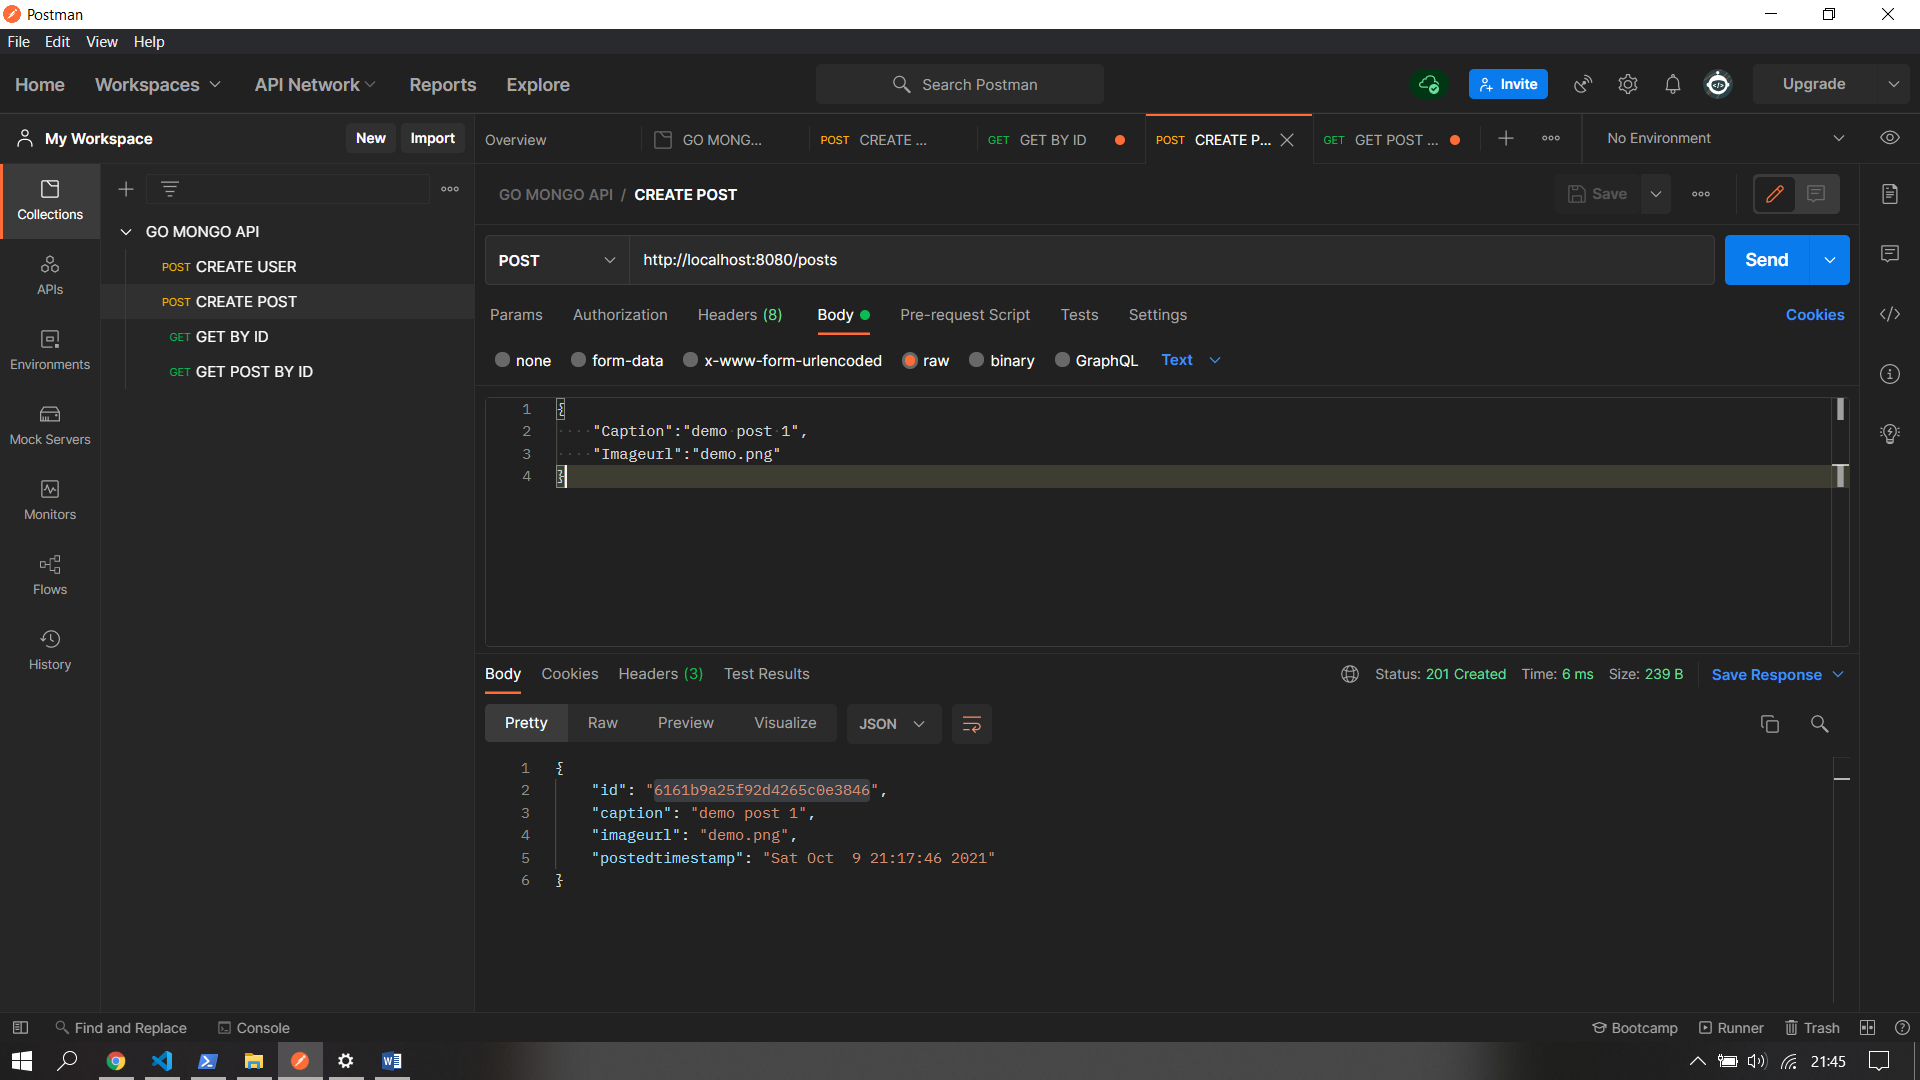 Postman
File Edit View Help
Home Workspaces API Network Reports Explore Search Postman Invite Upgrade
My Workspace New Import
Overview GO MONG... POST CREATE ... GET GET BY ID POST CREATE P... GET GET POST ... No Environment
Collections
APIs
Environments
Mock Servers
Monitors
Flows
History
GO MONGO API
POST CREATE USER
POST CREATE POST
GET GET BY ID
GET GET POST BY ID
GO MONGO API / CREATE POST Save
POST http://localhost:8080/posts Send
Params Authorization Headers (8) Body Pre-request Script Tests Settings Cookies
none form-data x-www-form-urlencoded raw binary GraphQL Text
1 {
2 "Caption":"demo post 1",
3 "Imageurl":"demo.png"
4 }
Body Cookies Headers (3) Test Results Status: 201 Created Time: 6 ms Size: 239 B Save Response
Pretty Raw Preview Visualize JSON
1 {
2 "id": "6161b9a25f92d4265c0e3846",
3 "caption": "demo post 1",
4 "imageurl": "demo.png",
5 "postedtimestamp": "Sat Oct  9 21:17:46 2021"
6 }
Find and Replace Console Bootcamp Runner Trash
21:45